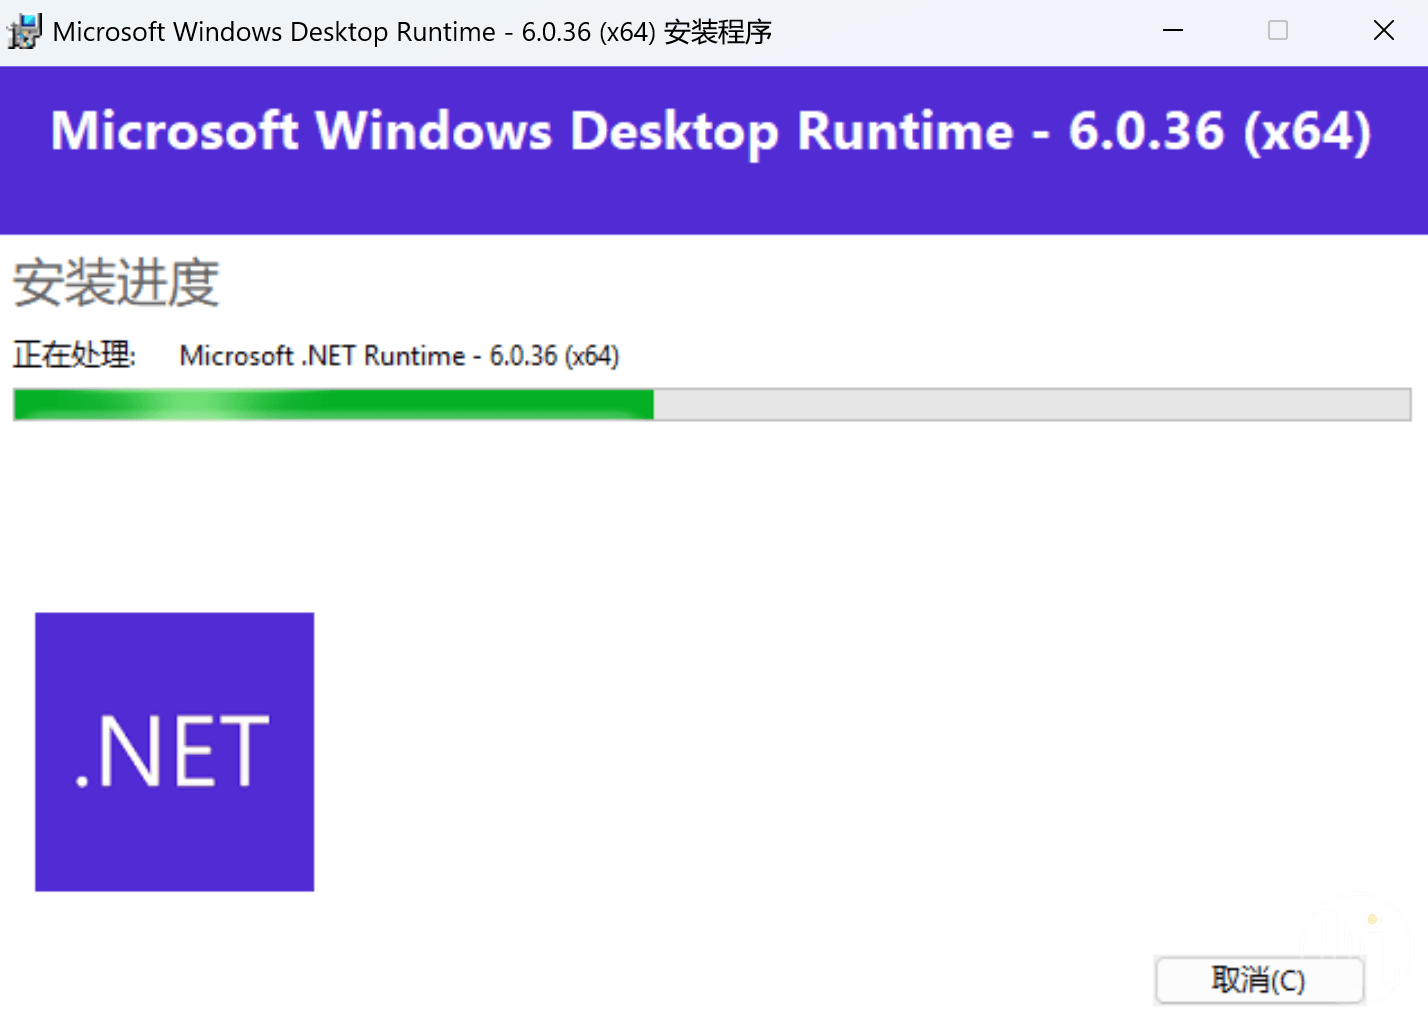 Microsoft Windows Desktop Runtime - 6.0.36 (x64) 安装程序
Microsoft Windows Desktop Runtime - 6.0.36 (x64)
安装进度
正在处理: Microsoft .NET Runtime - 6.0.36 (x64)
.NET
取消(C)